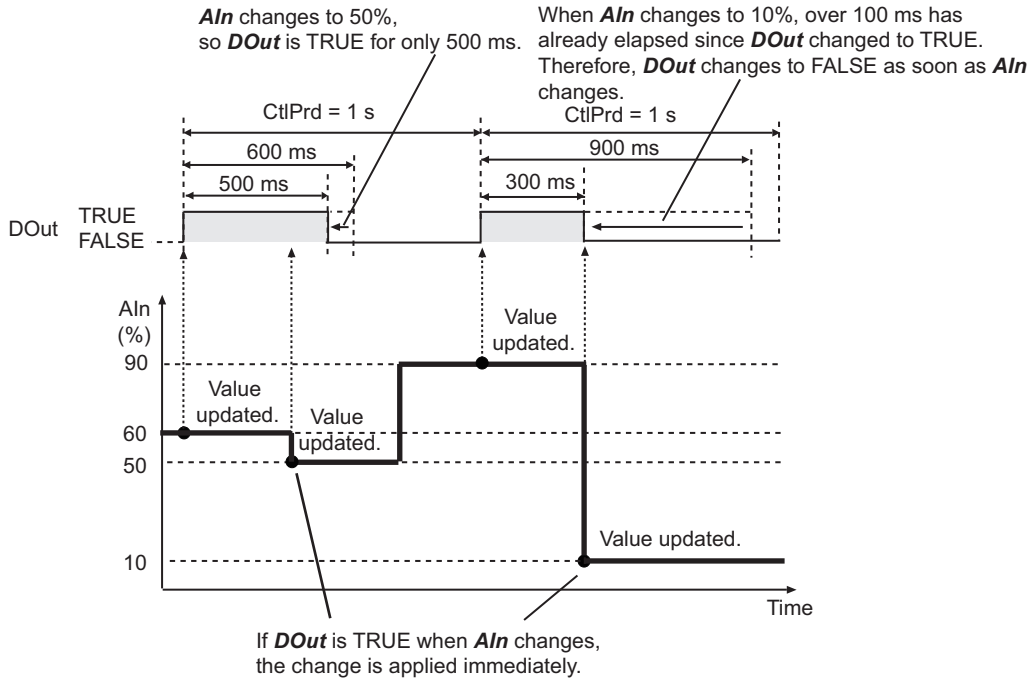 AIn changes to 50%,
so DOut is TRUE for only 500 ms.
When AIn changes to 10%, over 100 ms has
already elapsed since DOut changed to TRUE.
Therefore, DOut changes to FALSE as soon as AIn
changes.
CtlPrd = 1 s
CtlPrd = 1 s
600 ms
900 ms
500 ms
300 ms
DOut
TRUE
FALSE
AIn
(%)
90
60
50
10
Value
updated.
Value
updated.
Value
updated.
Value updated.
Time
If DOut is TRUE when AIn changes,
the change is applied immediately.